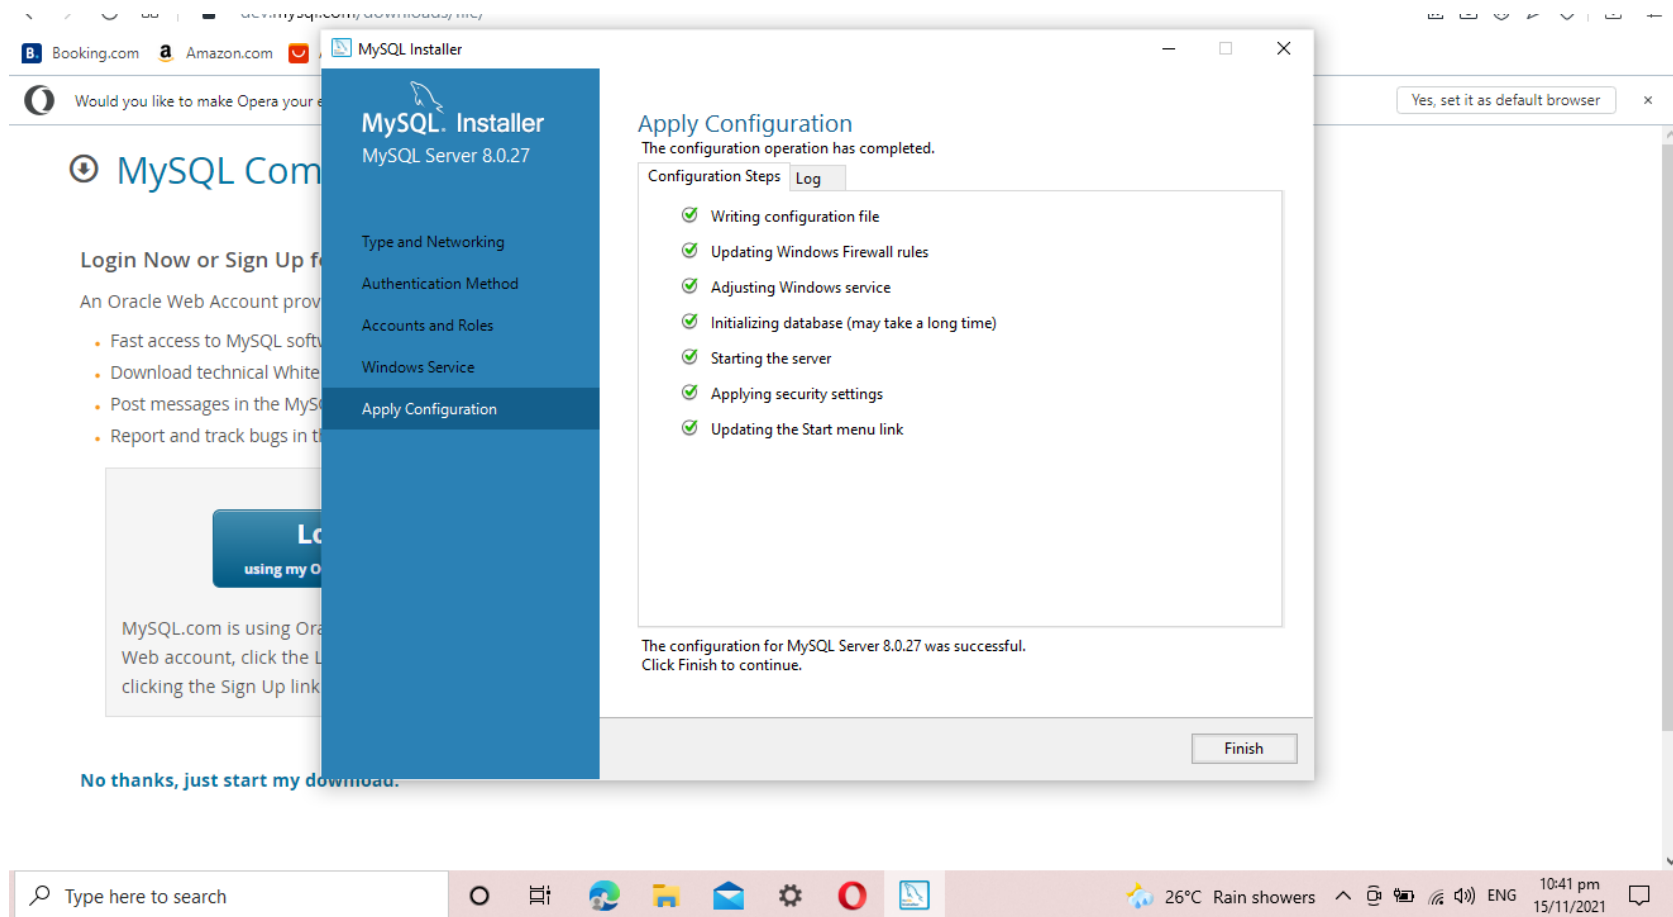 dev.mysql.com/downloads/file/
B. Booking.com a Amazon.com
Would you like to make Opera your
Yes, set it as default browser
MySQL Com
Login Now or Sign Up f
An Oracle Web Account prov
• Fast access to MySQL soft
• Download technical White
• Post messages in the MyS
• Report and track bugs in t
Lo
using my O
MySQL.com is using Ora
Web account, click the L
clicking the Sign Up link
No thanks, just start my download.
MySQL Installer
MySQL. Installer
MySQL Server 8.0.27
Type and Networking
Authentication Method
Accounts and Roles
Windows Service
Apply Configuration
Apply Configuration
The configuration operation has completed.
Configuration Steps Log
Writing configuration file
Updating Windows Firewall rules
Adjusting Windows service
Initializing database (may take a long time)
Starting the server
Applying security settings
Updating the Start menu link
The configuration for MySQL Server 8.0.27 was successful.
Click Finish to continue.
Finish
Type here to search
26°C Rain showers
ENG
10:41 pm
15/11/2021